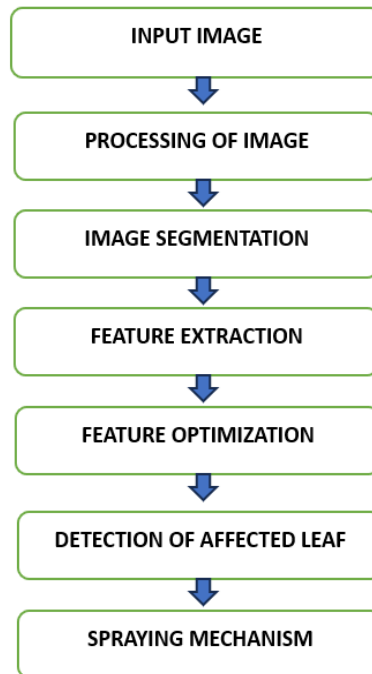 INPUT IMAGE
PROCESSING OF IMAGE
IMAGE SEGMENTATION
FEATURE EXTRACTION
FEATURE OPTIMIZATION
DETECTION OF AFFECTED LEAF
SPRAYING MECHANISM